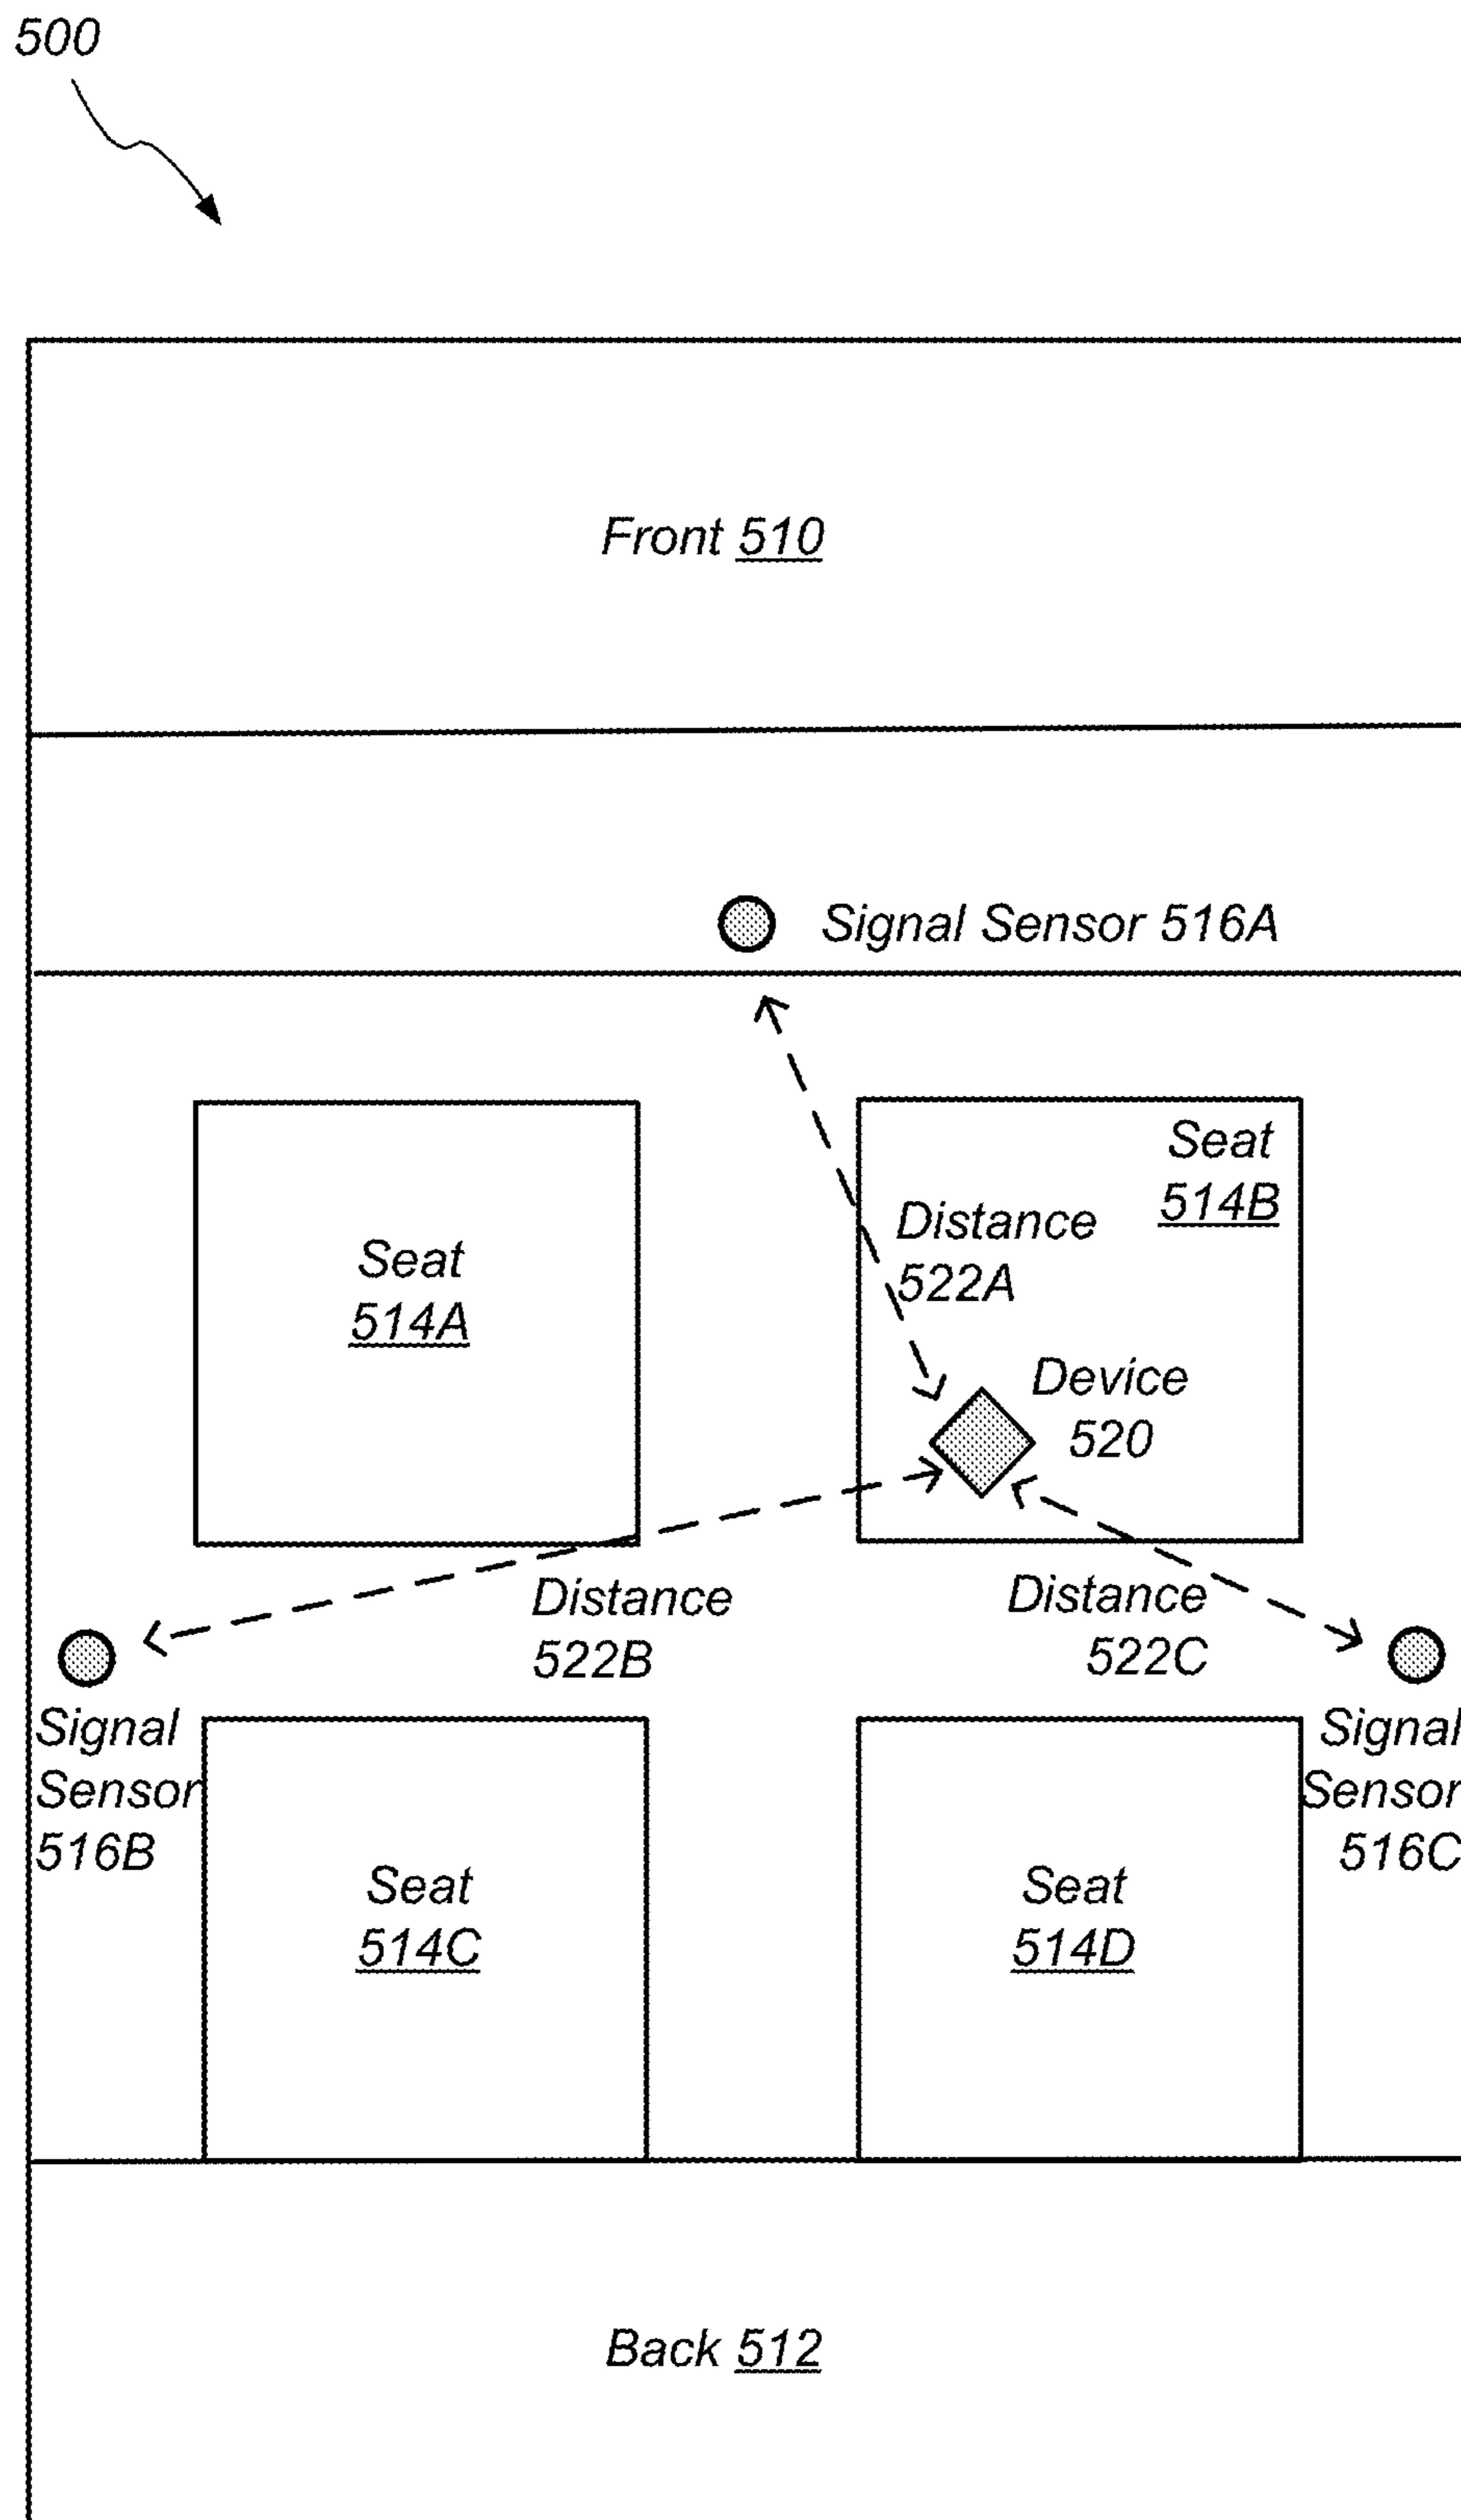 500
Front 510
Signal Sensor 516A
Seat
514B
Distance
522A
Seat
514A
Device
520
Distance
522B
Distance
522C
Signal
Sensor
516B
Signal
Sensor
516C
Seat
514C
Seat
514D
Back 512